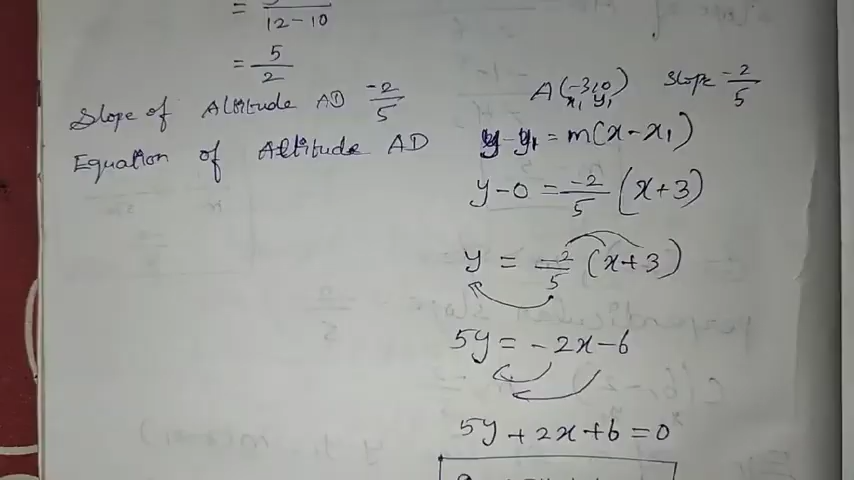 = 12-10
= 5/2
Slope of Altitude AD -2/5
Equation of Altitude AD
A(-3,0) Slope -2/5
x₁ y₁
y-y₁ = m(x-x₁)
y-0 = -2/5 (x+3)
y = -2/5 (x+3)
5y = -2x-6
5y+2x+6=0